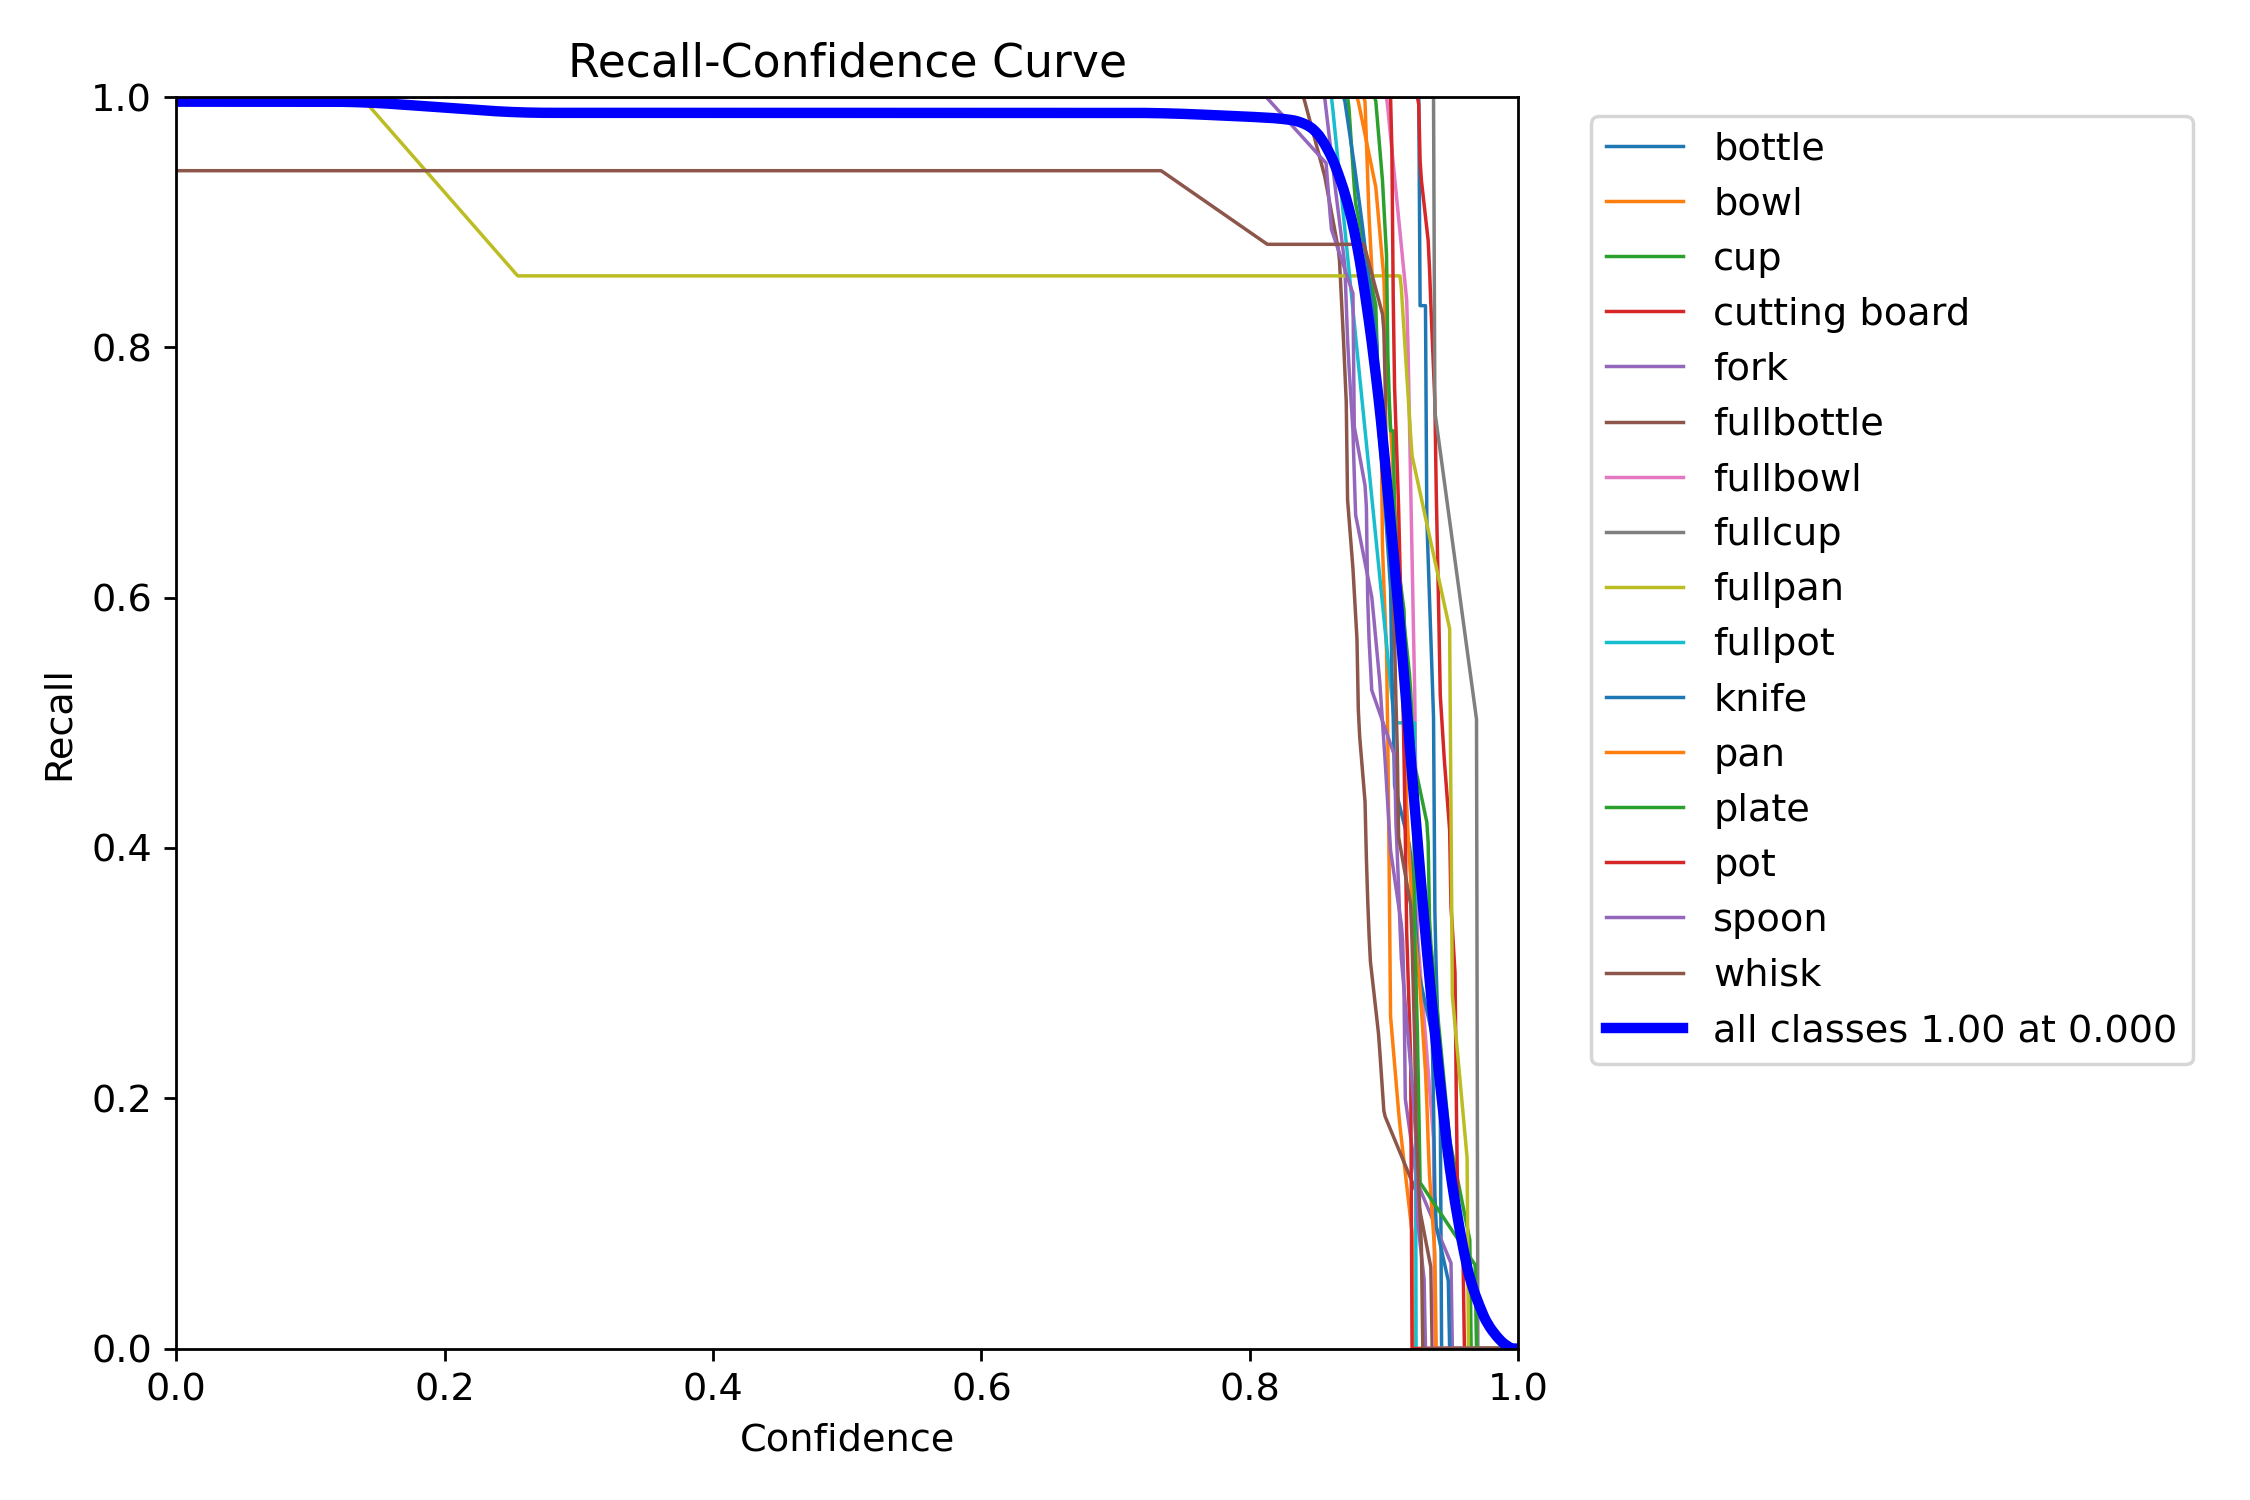 Recall-Confidence Curve
1.0
0.8
0.6
0.4
0.2
0.0
Recall
0.0 0.2 0.4 0.6 0.8 1.0
Confidence
bottle
bowl
cup
cutting board
fork
fullbottle
fullbowl
fullcup
fullpan
fullpot
knife
pan
plate
pot
spoon
whisk
all classes 1.00 at 0.000